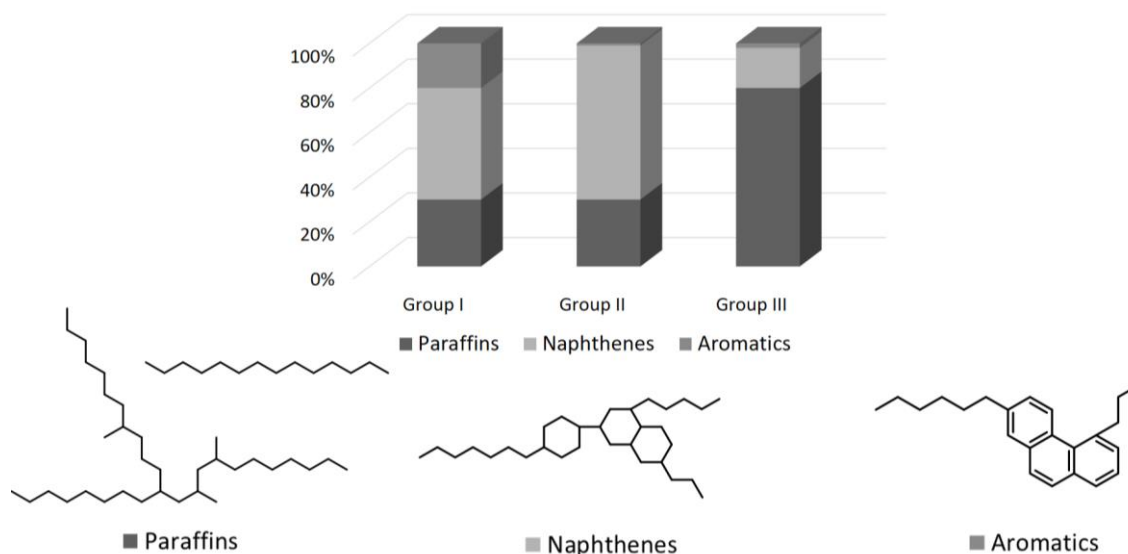 100%
80%
60%
40%
20%
0%
Group I Group II Group III
Paraffins Naphthenes Aromatics
Paraffins Naphthenes Aromatics